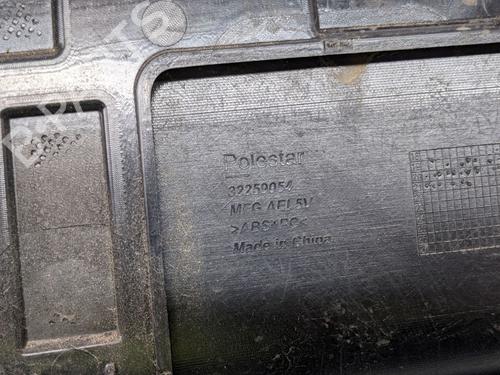 Polestar
32259054
MFG AEL5V
>ABS+PC<
Made in China